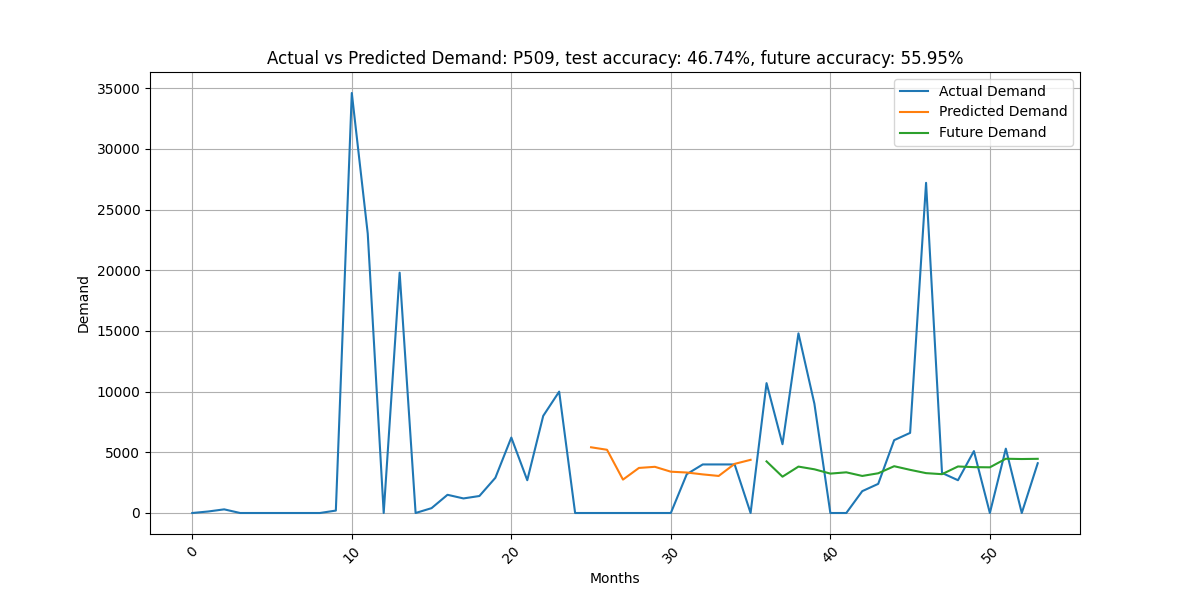 Actual vs Predicted Demand: P509, test accuracy: 46.74%, future accuracy: 55.95%
Actual Demand
Predicted Demand
Future Demand
Demand
35000
30000
25000
20000
15000
10000
5000
0
0
10
20
30
40
50
Months